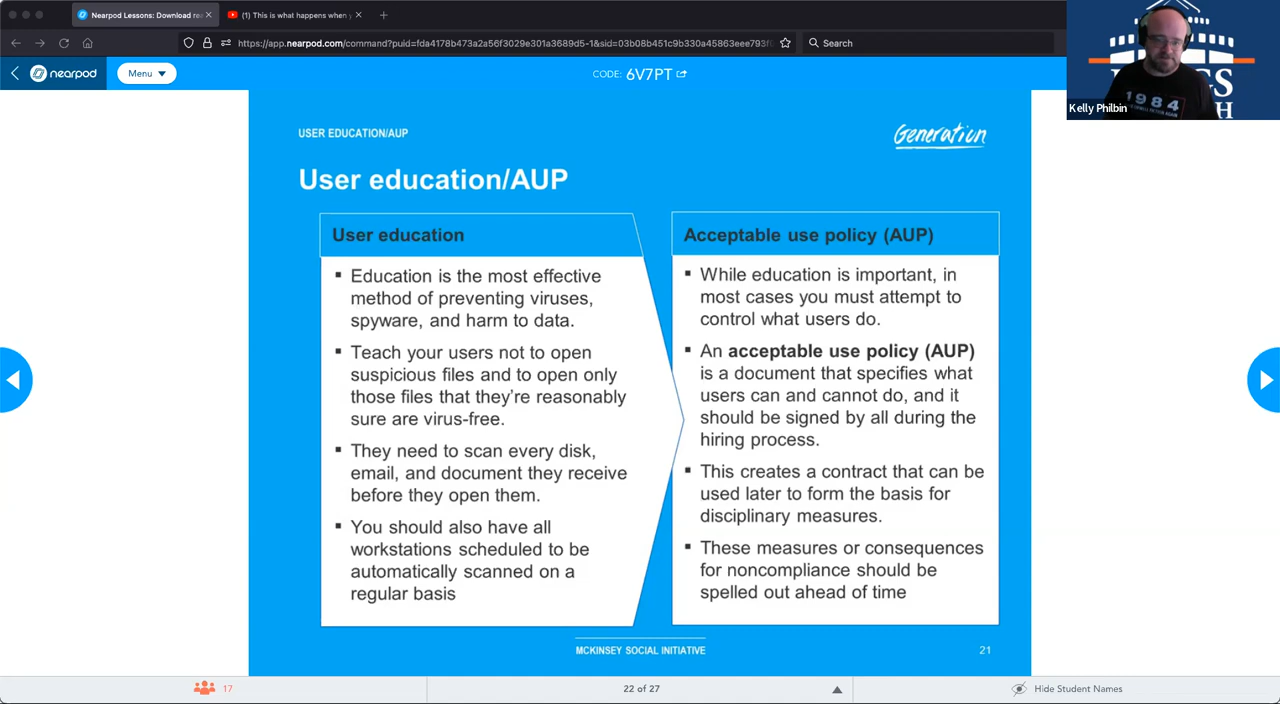 Nearpod Lessons: Download re
(1) This is what happens when
https://app.nearpod.com/command?puid=fda4178b473a2a56f3029e301a3689d5-1&sid=03b08b451c9b330a45863eee793f
Search
nearpod
Menu
CODE: 6V7PT
1984
Kelly Philbin
USER EDUCATION/AUP
Generation
User education/AUP
User education
▪ Education is the most effective
method of preventing viruses,
spyware, and harm to data.
▪ Teach your users not to open
suspicious files and to open only
those files that they’re reasonably
sure are virus-free.
▪ They need to scan every disk,
email, and document they receive
before they open them.
▪ You should also have all
workstations scheduled to be
automatically scanned on a
regular basis
Acceptable use policy (AUP)
▪ While education is important, in
most cases you must attempt to
control what users do.
▪ An acceptable use policy (AUP)
is a document that specifies what
users can and cannot do, and it
should be signed by all during the
hiring process.
▪ This creates a contract that can be
used later to form the basis for
disciplinary measures.
▪ These measures or consequences
for noncompliance should be
spelled out ahead of time
MCKINSEY SOCIAL INITIATIVE
21
17
22 of 27
Hide Student Names